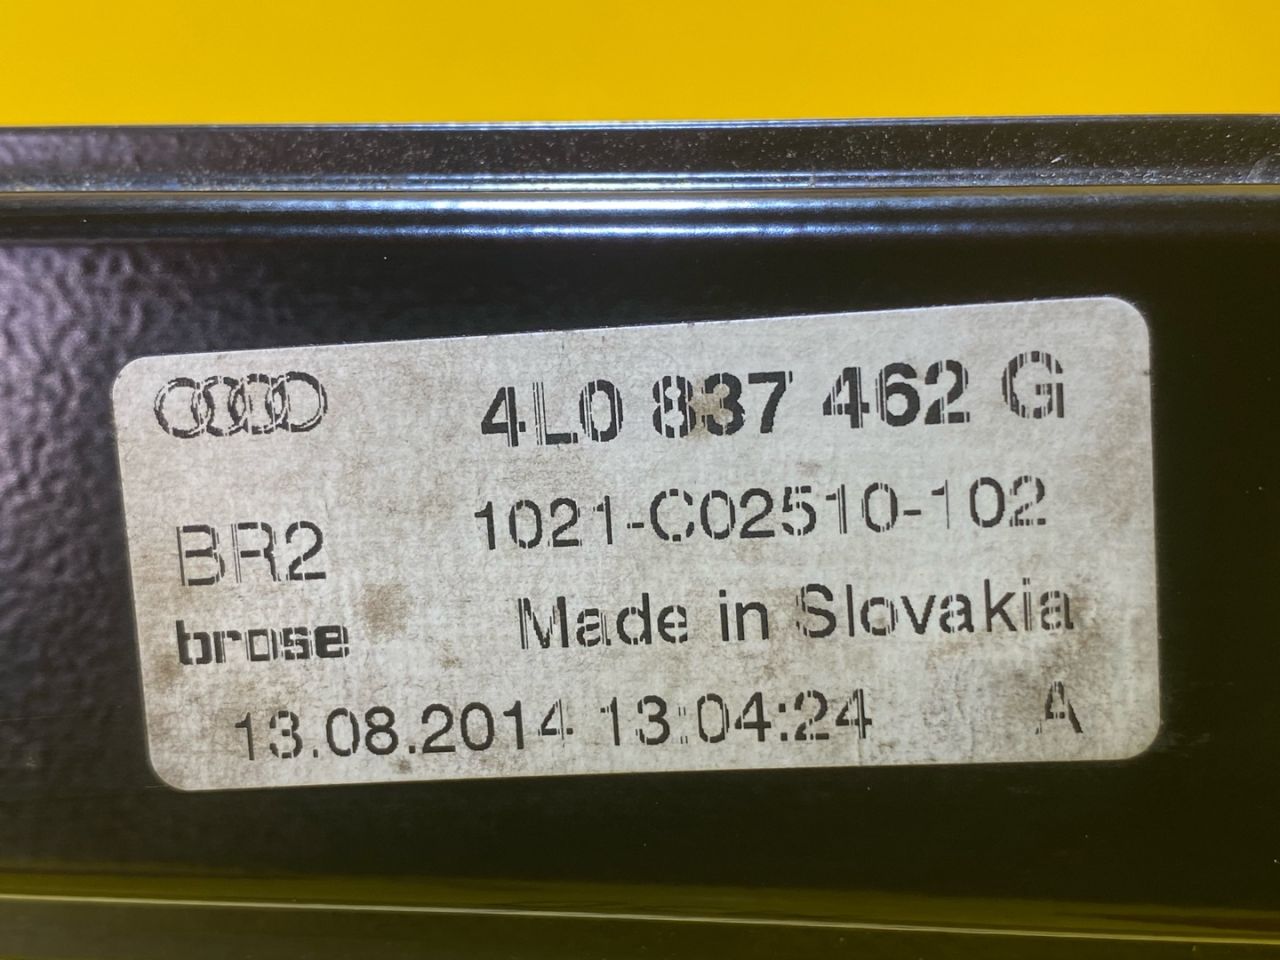 4L0 837 462 G
1021-C02510-102
BR2
Made in Slovakia
brose
13.08.2014 13:04:24 A